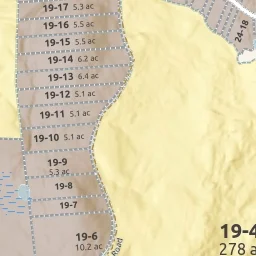 19-17 5.3 ac
19-16 5.5 ac
24-18
19-15 5.5 ac
19-14 6.2 ac
19-13 6.4 ac
19-12 5.1 ac
19-11 5.1 ac
19-10 5.1 ac
19-9
5.3 ac
19-8
19-7
19-6
10.2 ac
Road
19-4
278 a